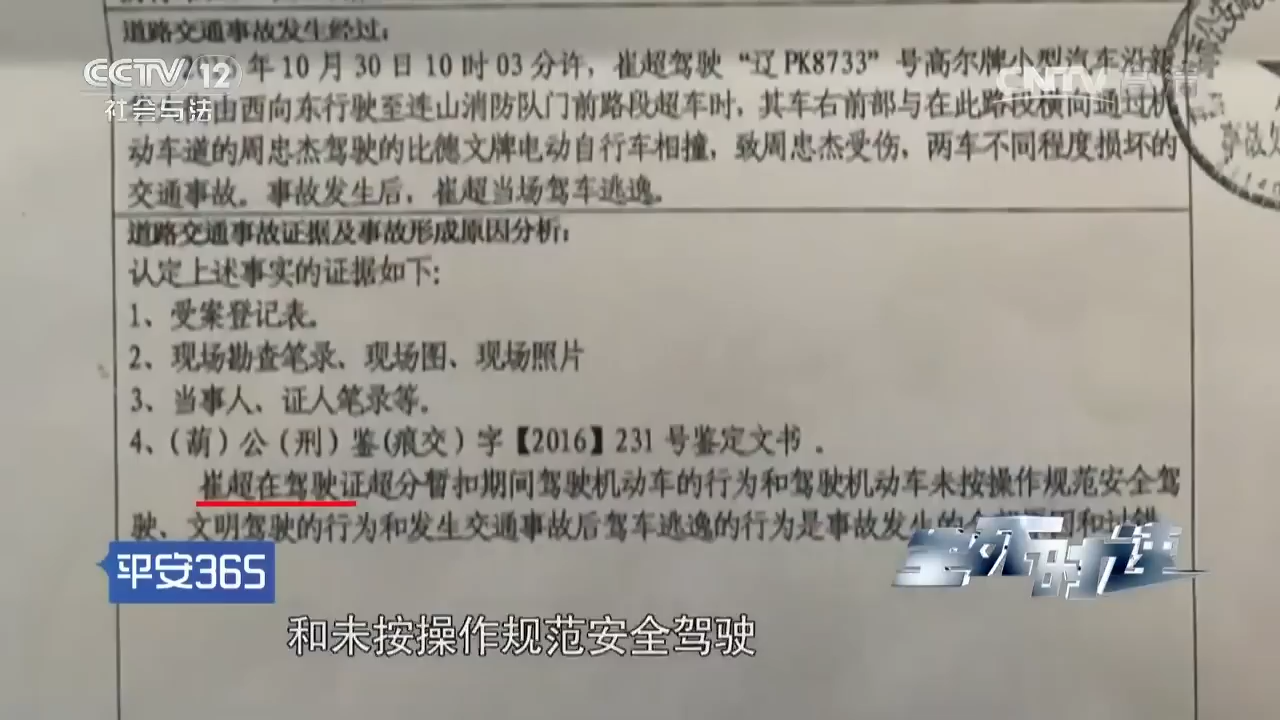 道路交通事故发生经过：
年10月30日10时03分许，崔超驾驶“辽PK8733”号高尔牌小型汽车沿新
由西向东行驶至连山消防队门前路段超车时，其车右前部与在此路段横向通过机
动车道的周忠杰驾驶的比德文牌电动自行车相撞，致周忠杰受伤、两车不同程度损坏的
交通事故。事故发生后，崔超当场驾车逃逸。
道路交通事故证据及事故形成原因分析：
认定上述事实的证据如下：
1、受案登记表。
2、现场勘查笔录、现场图、现场照片
3、当事人、证人笔录等。
4、（葫）公（刑）鉴（痕交）字【2016】231号鉴定文书．
崔超在驾驶证超分暂扣期间驾驶机动车的行为和驾驶机动车未按操作规范安全驾
驶、文明驾驶的行为和发生交通事故后驾车逃逸的行为是事故发生的
CCTV 12
社会与法
CNTV 高清
平安365
和未按操作规范安全驾驶